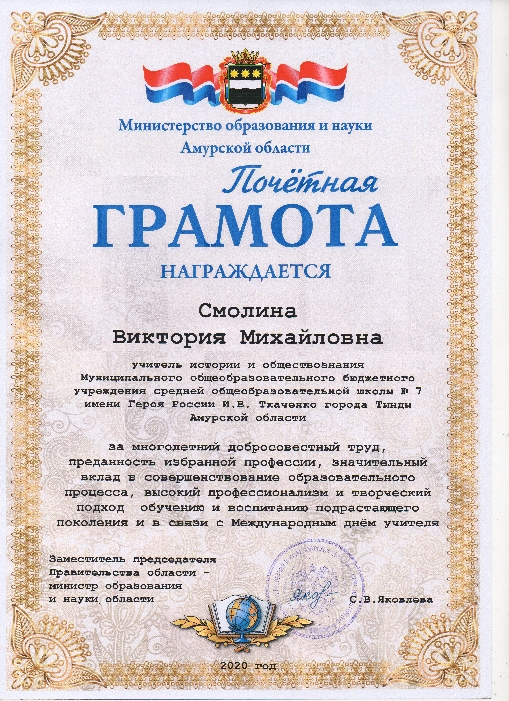 Министерство образования и науки
Амурской области
Почётная
ГРАМОТА
НАГРАЖДАЕТСЯ
Смолина
Виктория Михайловна
учитель истории и обществознания
Муниципального общеобразовательного бюджетного
учреждения средней общеобразовательной школы № 7
имени Героя России И.В. Ткаченко города Тынды
Амурской области
за многолетний добросовестный труд,
преданность избранной профессии, значительный
вклад в совершенствование образовательного
процесса, высокий профессионализм и творческий
подход обучению и воспитанию подрастающего
поколения и в связи с Международным днём учителя
Заместитель председателя
Правительства области –
министр образования
и науки области
С.В.Яковлева
2020 год